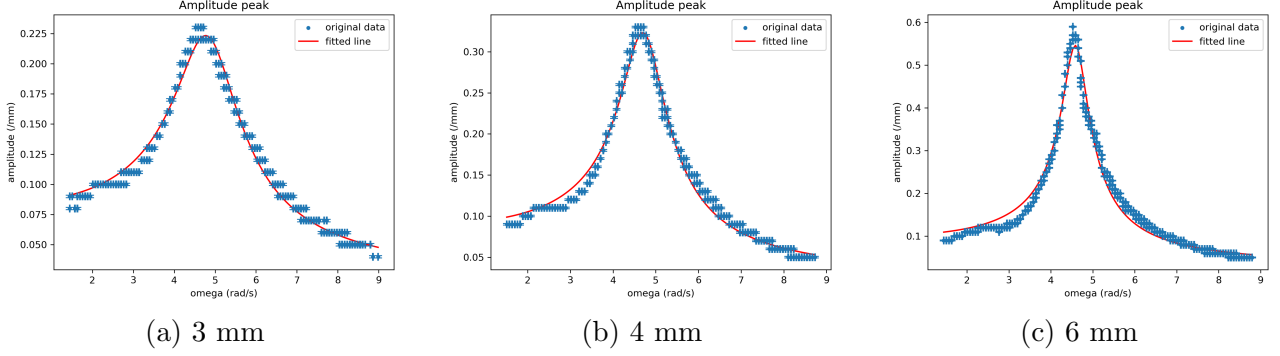 Amplitude peak
original data
fitted line
0.225
0.200
0.175
0.150
0.125
0.100
0.075
0.050
amplitude (/mm)
2 3 4 5 6 7 8 9
omega (rad/s)
(a) 3 mm
Amplitude peak
original data
fitted line
0.30
0.25
0.20
0.15
0.10
0.05
amplitude (/mm)
2 3 4 5 6 7 8 9
omega (rad/s)
(b) 4 mm
Amplitude peak
original data
fitted line
0.6
0.5
0.4
0.3
0.2
0.1
amplitude (/mm)
2 3 4 5 6 7 8 9
omega (rad/s)
(c) 6 mm